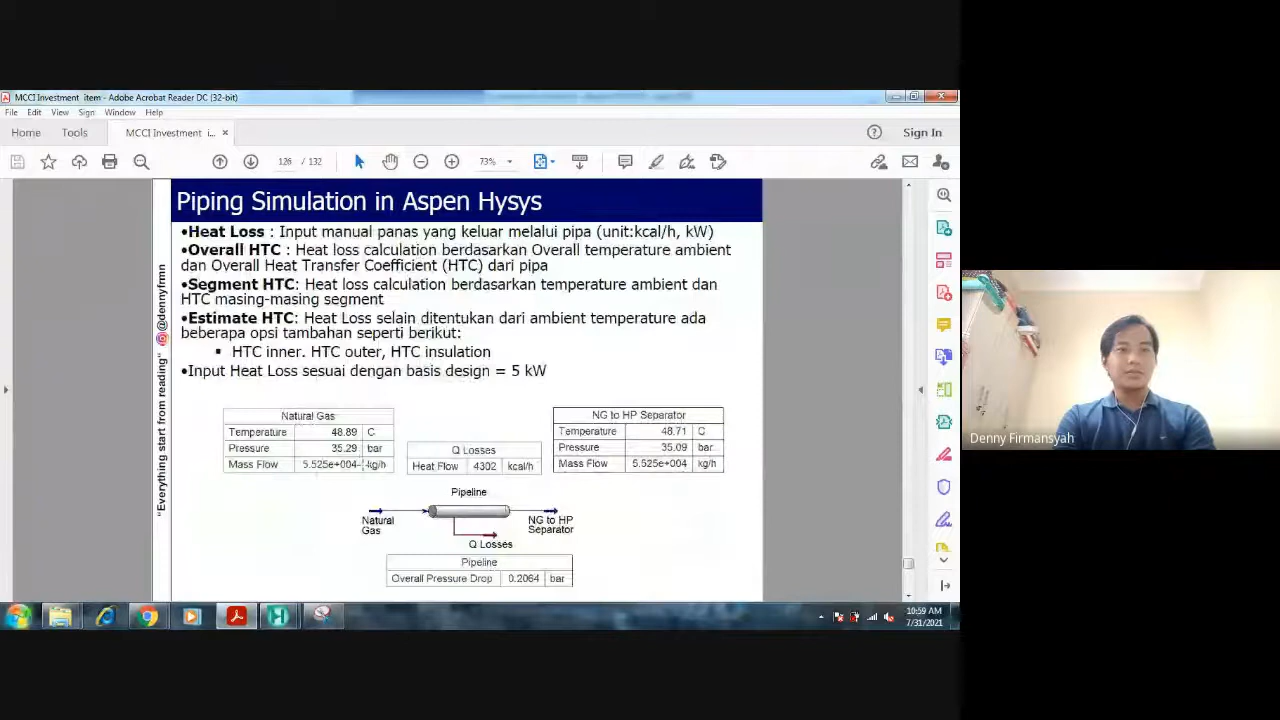 MCCI Investment item - Adobe Acrobat Reader DC (32-bit)
File Edit View Sign Window Help
Home Tools MCCI Investment i... × Sign In
126 / 132 73%
Piping Simulation in Aspen Hysys
•Heat Loss : Input manual panas yang keluar melalui pipa (unit:kcal/h, kW)
•Overall HTC : Heat loss calculation berdasarkan Overall temperature ambient
dan Overall Heat Transfer Coefficient (HTC) dari pipa
•Segment HTC: Heat loss calculation berdasarkan temperature ambient dan
HTC masing-masing segment
•Estimate HTC: Heat Loss selain ditentukan dari ambient temperature ada
beberapa opsi tambahan seperti berikut:
▪ HTC inner. HTC outer, HTC insulation
•Input Heat Loss sesuai dengan basis design = 5 kW
"Everything start from reading" @dennyfmn
Natural Gas
Temperature 48.89 C
Pressure 35.29 bar
Mass Flow 5.525e+004 kg/h
Q Losses
Heat Flow 4302 kcal/h
NG to HP Separator
Temperature 48.71 C
Pressure 35.09 bar
Mass Flow 5.525e+004 kg/h
Pipeline
Natural
Gas
NG to HP
Separator
Q Losses
Pipeline
Overall Pressure Drop 0.2064 bar
Denny Firmansyah
10:59 AM
7/31/2021